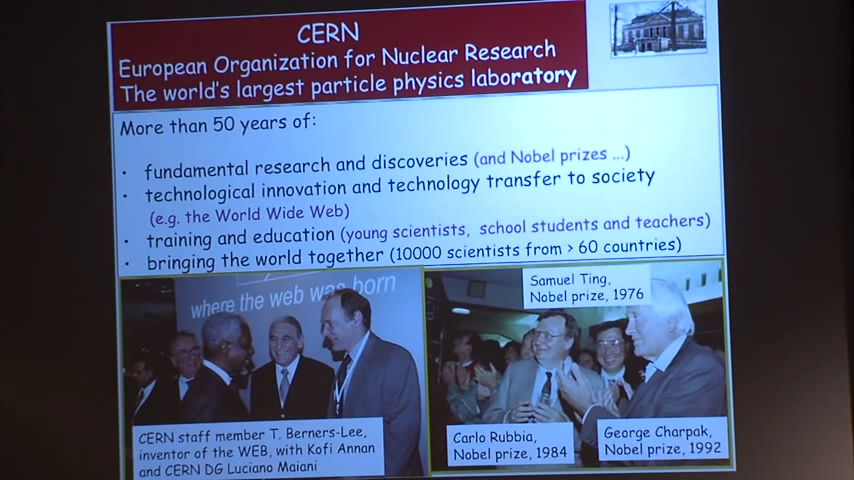 CERN
European Organization for Nuclear Research
The world's largest particle physics laboratory
More than 50 years of:
• fundamental research and discoveries (and Nobel prizes ...)
• technological innovation and technology transfer to society
(e.g. the World Wide Web)
• training and education (young scientists, school students and teachers)
• bringing the world together (10000 scientists from > 60 countries)
where the web was born
CERN staff member T. Berners-Lee,
inventor of the WEB, with Kofi Annan
and CERN DG Luciano Maiani
Samuel Ting,
Nobel prize, 1976
Carlo Rubbia,
Nobel prize, 1984
George Charpak,
Nobel prize, 1992